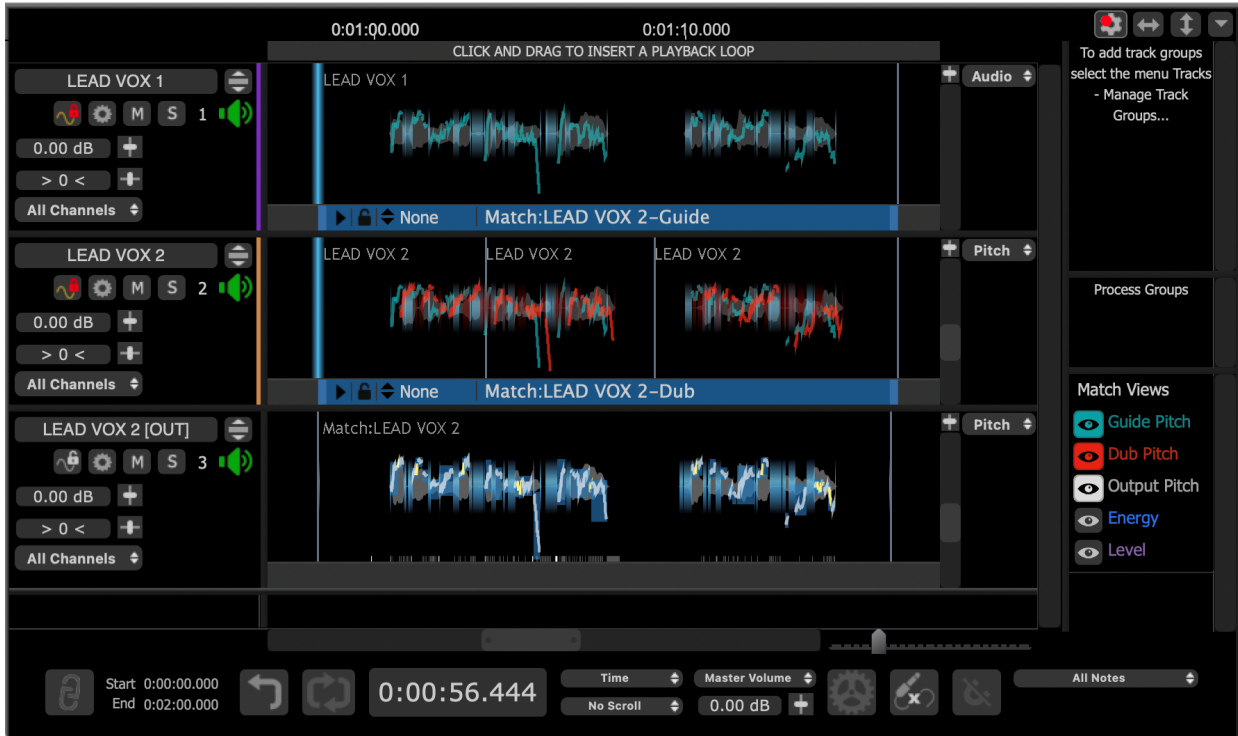 0:01:00.000
0:01:10.000
CLICK AND DRAG TO INSERT A PLAYBACK LOOP
To add track groups
select the menu Tracks
- Manage Track
Groups...
LEAD VOX 1
M
S
1
0.00 dB
> 0 <
All Channels
LEAD VOX 1
Audio
None
Match:LEAD VOX 2-Guide
LEAD VOX 2
M
S
2
0.00 dB
> 0 <
All Channels
LEAD VOX 2
LEAD VOX 2
LEAD VOX 2
Pitch
None
Match:LEAD VOX 2-Dub
Process Groups
LEAD VOX 2 [OUT]
M
S
3
0.00 dB
> 0 <
All Channels
Match:LEAD VOX 2
Pitch
Match Views
Guide Pitch
Dub Pitch
Output Pitch
Energy
Level
Start 0:00:00.000
End 0:02:00.000
0:00:56.444
Time
No Scroll
Master Volume
0.00 dB
x
All Notes